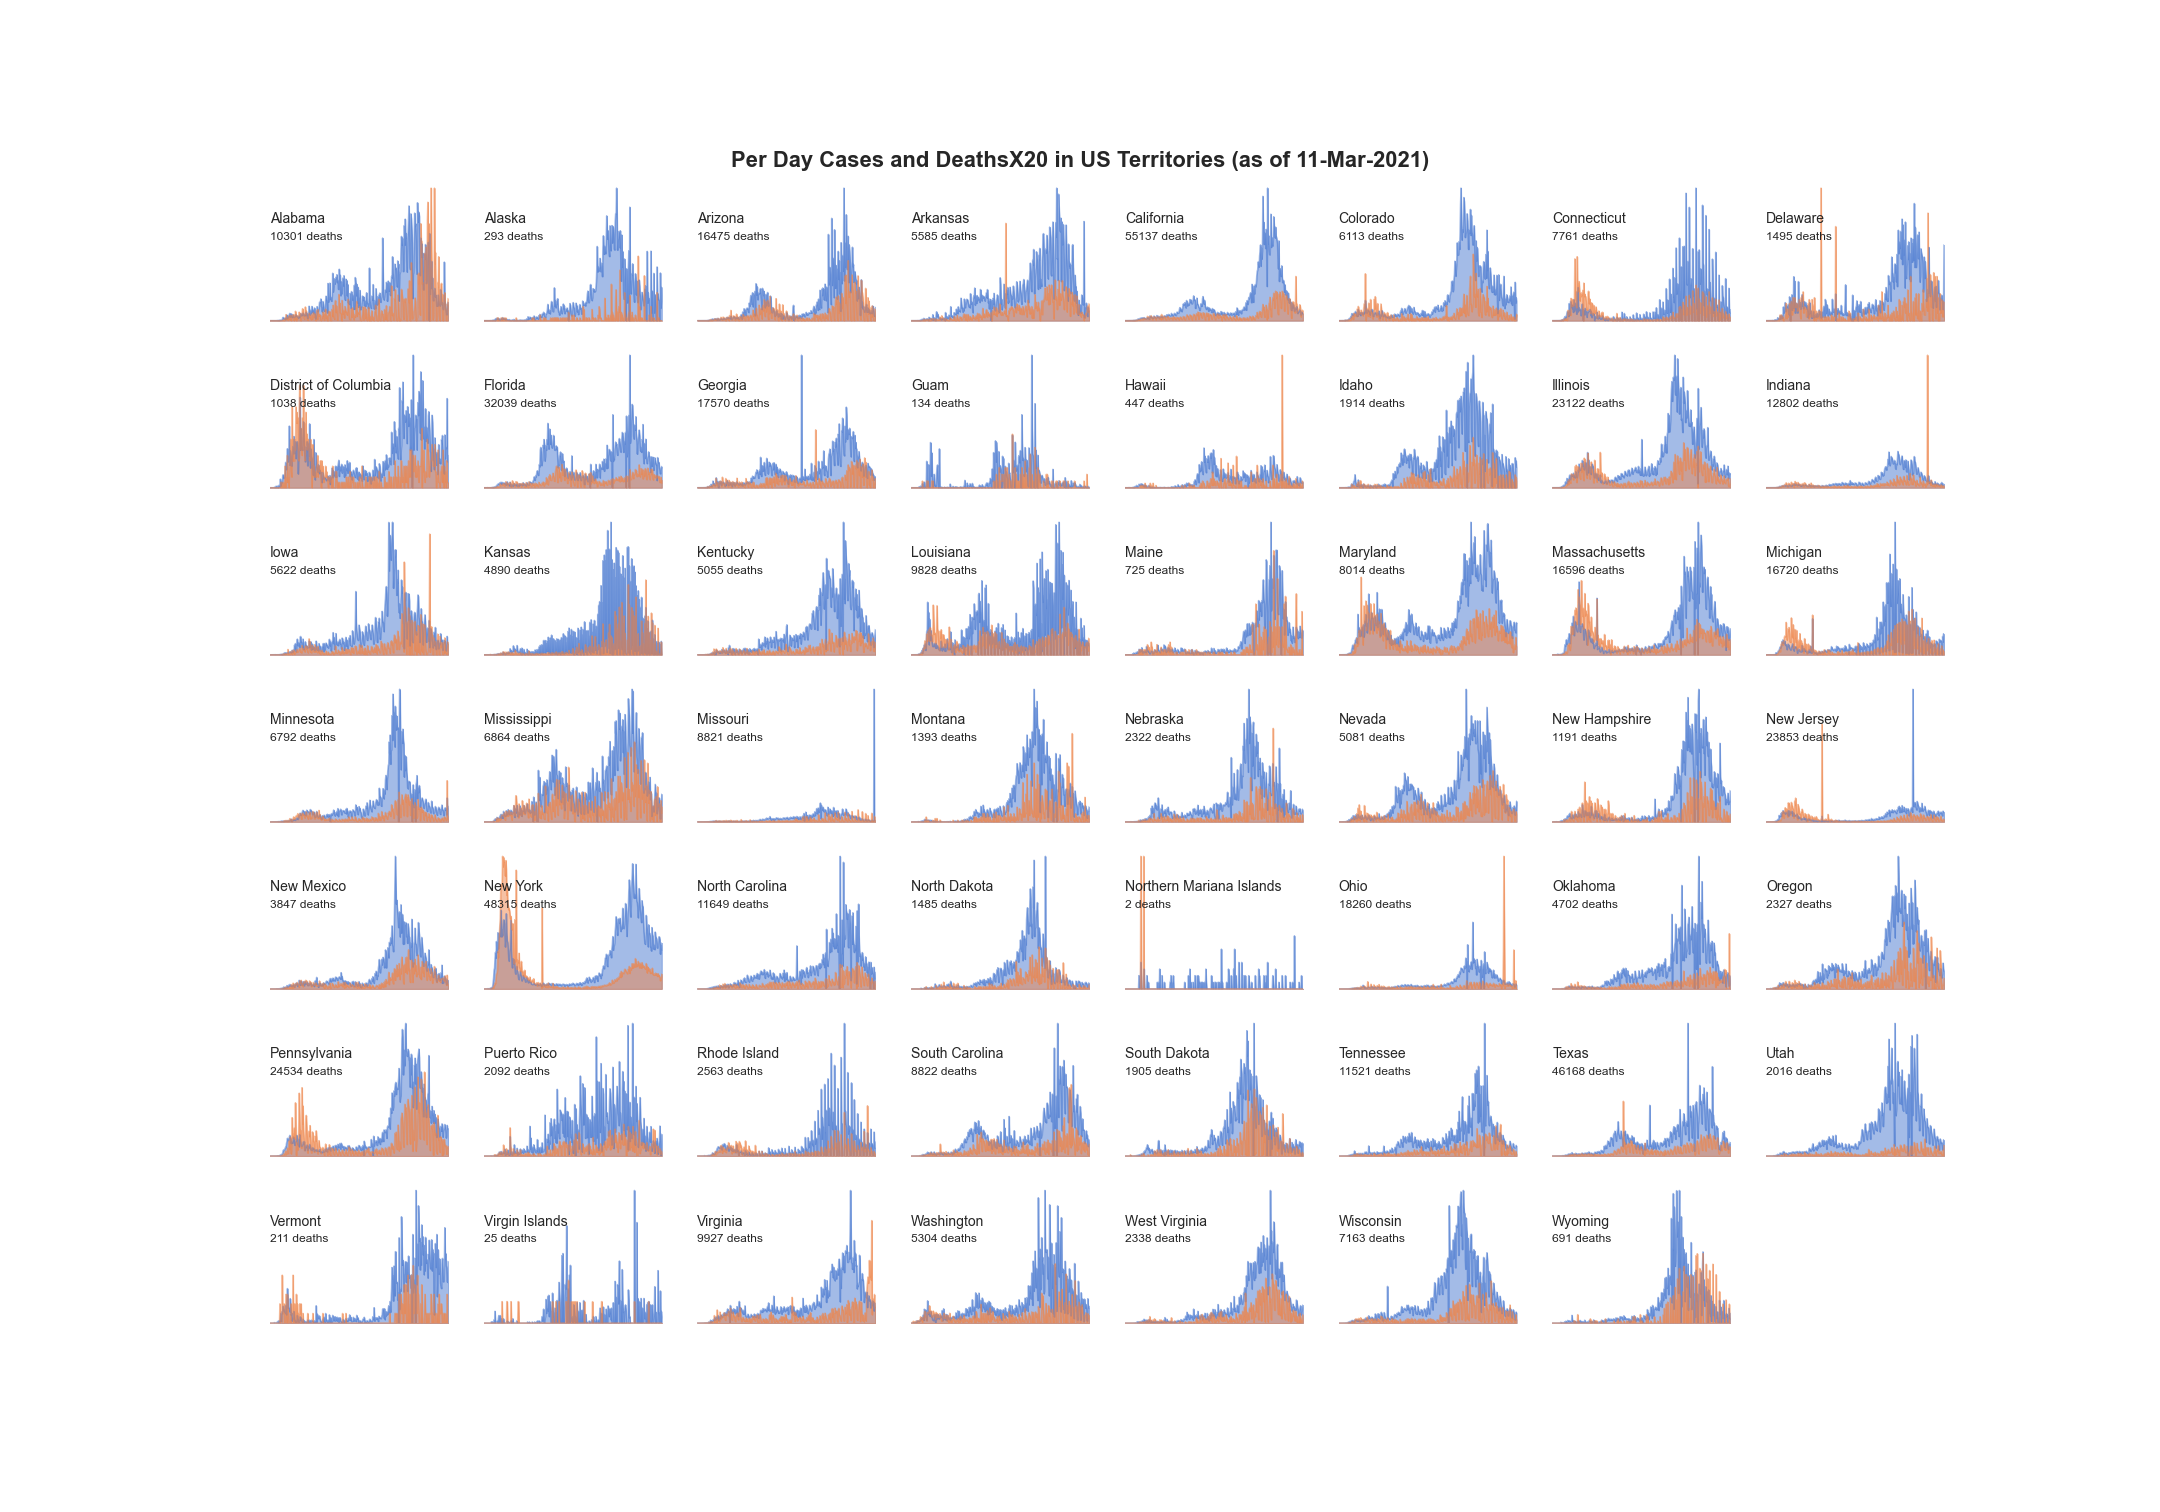 Per Day Cases and DeathsX20 in US Territories (as of 11-Mar-2021)
Alabama
10301 deaths
Alaska
293 deaths
Arizona
16475 deaths
Arkansas
5585 deaths
California
55137 deaths
Colorado
6113 deaths
Connecticut
7761 deaths
Delaware
1495 deaths
District of Columbia
1038 deaths
Florida
32039 deaths
Georgia
17570 deaths
Guam
134 deaths
Hawaii
447 deaths
Idaho
1914 deaths
Illinois
23122 deaths
Indiana
12802 deaths
Iowa
5622 deaths
Kansas
4890 deaths
Kentucky
5055 deaths
Louisiana
9828 deaths
Maine
725 deaths
Maryland
8014 deaths
Massachusetts
16596 deaths
Michigan
16720 deaths
Minnesota
6792 deaths
Mississippi
6864 deaths
Missouri
8821 deaths
Montana
1393 deaths
Nebraska
2322 deaths
Nevada
5081 deaths
New Hampshire
1191 deaths
New Jersey
23853 deaths
New Mexico
3847 deaths
New York
48315 deaths
North Carolina
11649 deaths
North Dakota
1485 deaths
Northern Mariana Islands
2 deaths
Ohio
18260 deaths
Oklahoma
4702 deaths
Oregon
2327 deaths
Pennsylvania
24534 deaths
Puerto Rico
2092 deaths
Rhode Island
2563 deaths
South Carolina
8822 deaths
South Dakota
1905 deaths
Tennessee
11521 deaths
Texas
46168 deaths
Utah
2016 deaths
Vermont
211 deaths
Virgin Islands
25 deaths
Virginia
9927 deaths
Washington
5304 deaths
West Virginia
2338 deaths
Wisconsin
7163 deaths
Wyoming
691 deaths